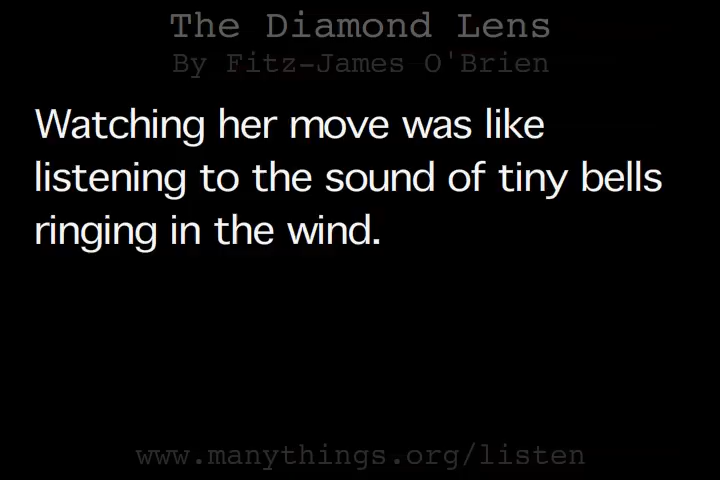 The Diamond Lens
By Fitz-James O'Brien
Watching her move was like
listening to the sound of tiny bells
ringing in the wind.
www.manythings.org/listen